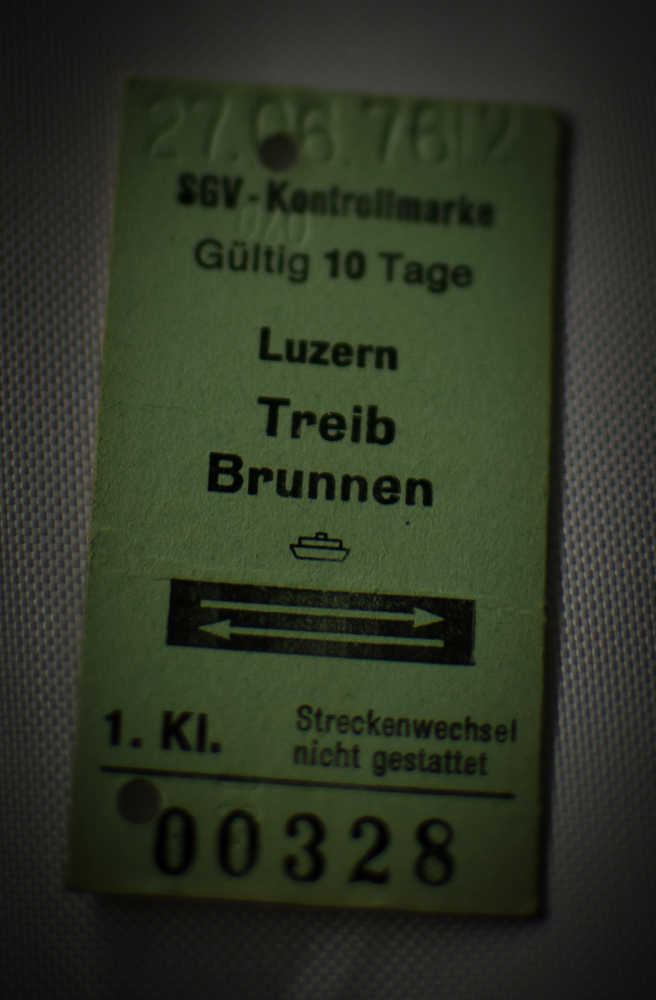 27.06.76 12
SGV-Kontrollmarke
Gültig 10 Tage
Luzern
Treib
Brunnen
1. Kl.
Streckenwechsel
nicht gestattet
00328